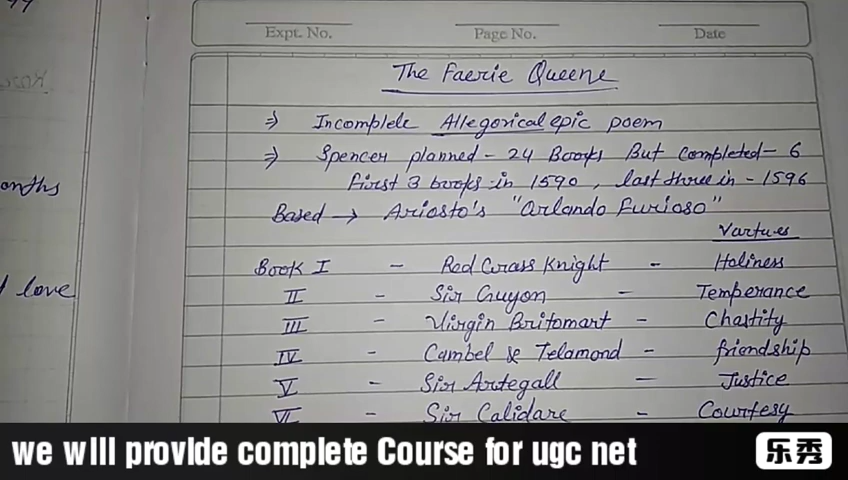 Expt. No.
Page No.
Date
The Faerie Queene
⇒ Incomplete Allegorical epic poem
⇒ Spencer planned - 24 Books But Completed - 6
first 3 books in 1590, last three in - 1596
Based → Ariosto's "Orlando Furioso"
Vartues
Book I - Red Crass Knight - Holiness
II - Sir Guyon - Temperance
III - Virgin Britomart - Chastity
IV - Cambel & Telamond - friendship
V - Sir Artegall - Justice
VI - Sir Calidare - Courtesy
onths
love
we will provide complete Course for ugc net
乐秀